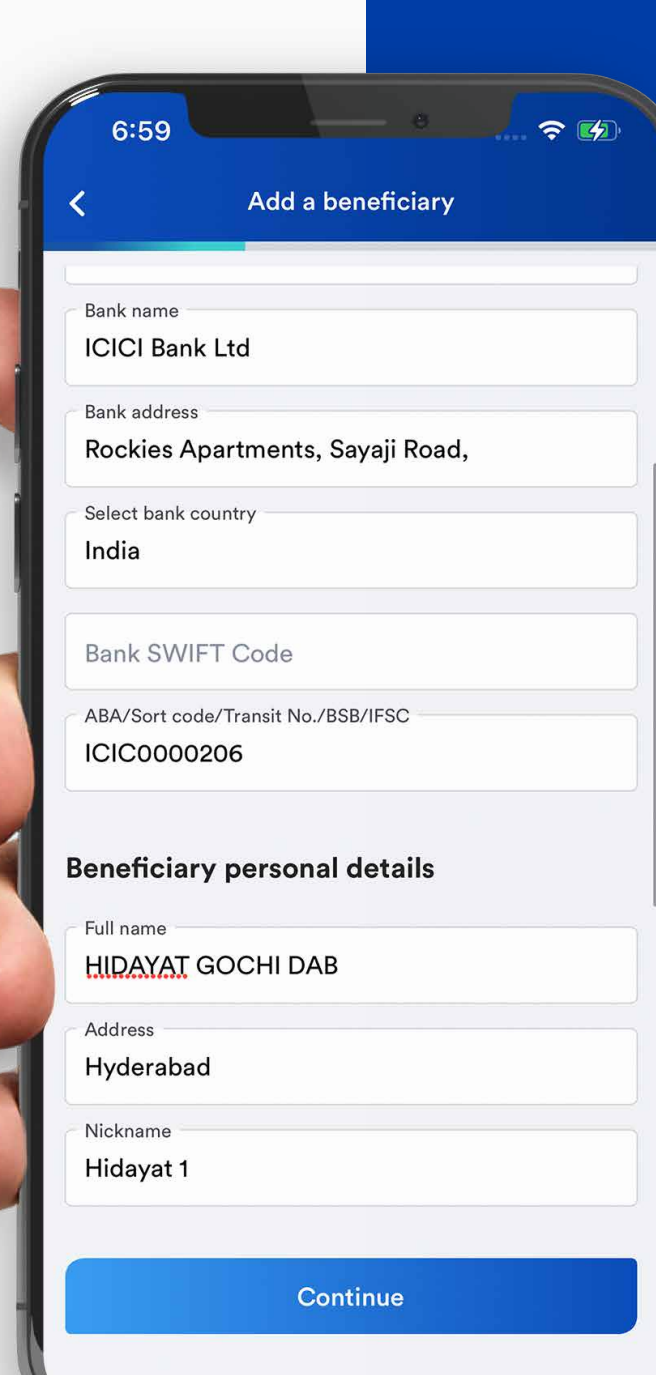 6:59
Add a beneficiary
Bank name
ICICI Bank Ltd
Bank address
Rockies Apartments, Sayaji Road,
Select bank country
India
Bank SWIFT Code
ABA/Sort code/Transit No./BSB/IFSC
ICIC0000206
Beneficiary personal details
Full name
HIDAYAT GOCHI DAB
Address
Hyderabad
Nickname
Hidayat 1
Continue